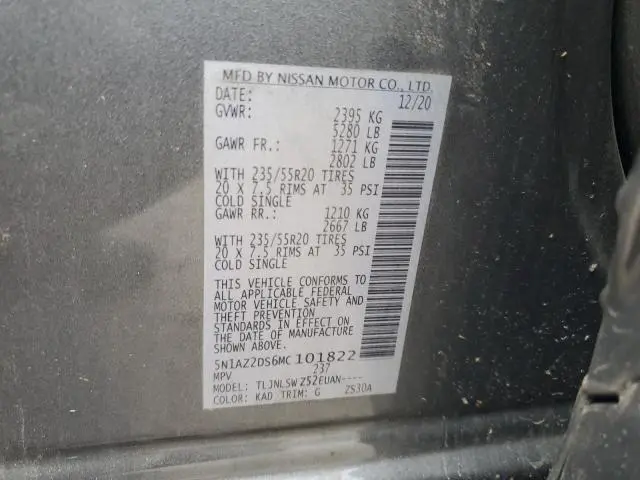 MFD BY NISSAN MOTOR CO., LTD.
DATE: 12/20
GVWR: 2395 KG
5280 LB
GAWR FR.: 1271 KG
2802 LB
WITH 235/55R20 TIRES
20 X 7.5 RIMS AT 35 PSI
COLD SINGLE
GAWR RR.: 1210 KG
2667 LB
WITH 235/55R20 TIRES
20 X 7.5 RIMS AT 35 PSI
COLD SINGLE
THIS VEHICLE CONFORMS TO
ALL APPLICABLE FEDERAL
MOTOR VEHICLE SAFETY AND
THEFT PREVENTION
STANDARDS IN EFFECT ON
THE DATE OF MANUFACTURE
SHOWN ABOVE.
5N1AZ2DS6MC101822
MPV 237
MODEL: TLJNLSWZ52EUAN----
COLOR: KAD TRIM: G Z530A